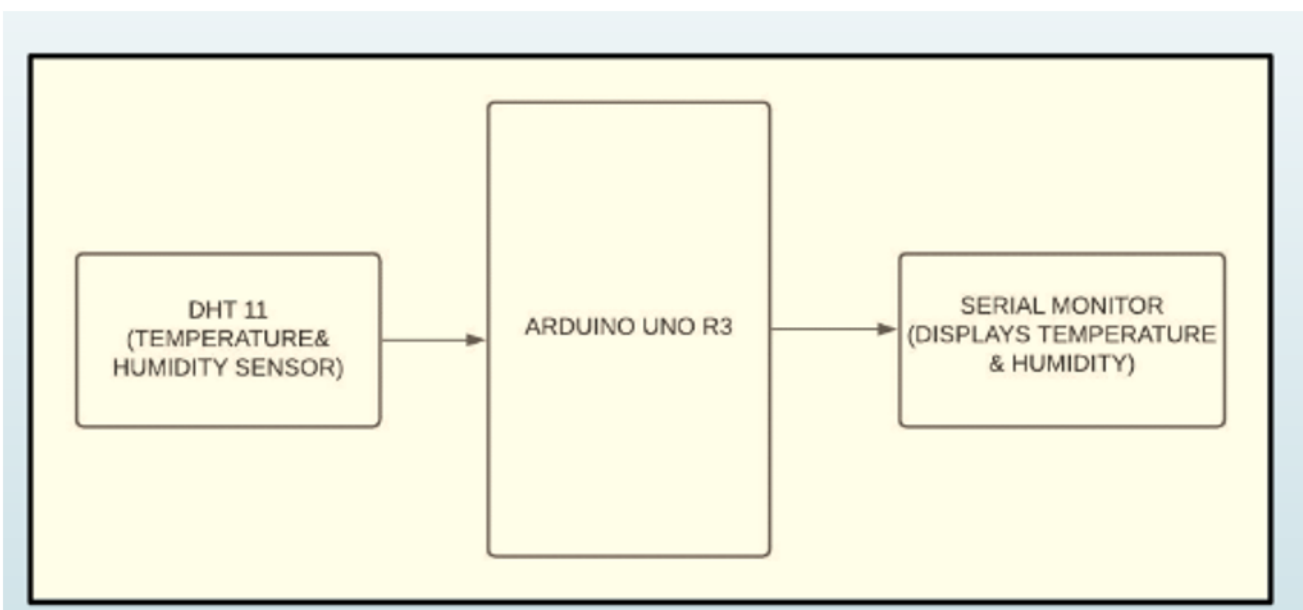 DHT 11
(TEMPERATURE&
HUMIDITY SENSOR)
ARDUINO UNO R3
SERIAL MONITOR
(DISPLAYS TEMPERATURE
& HUMIDITY)